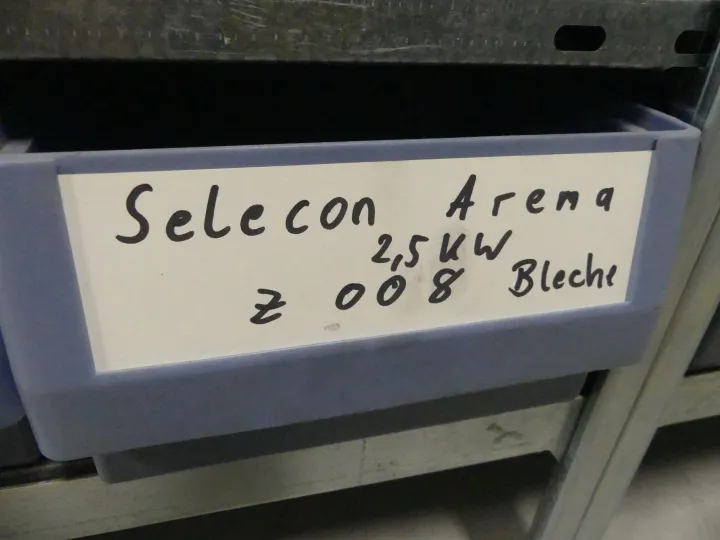 Selecon Arena
2,5 KW
Z 008 Bleche